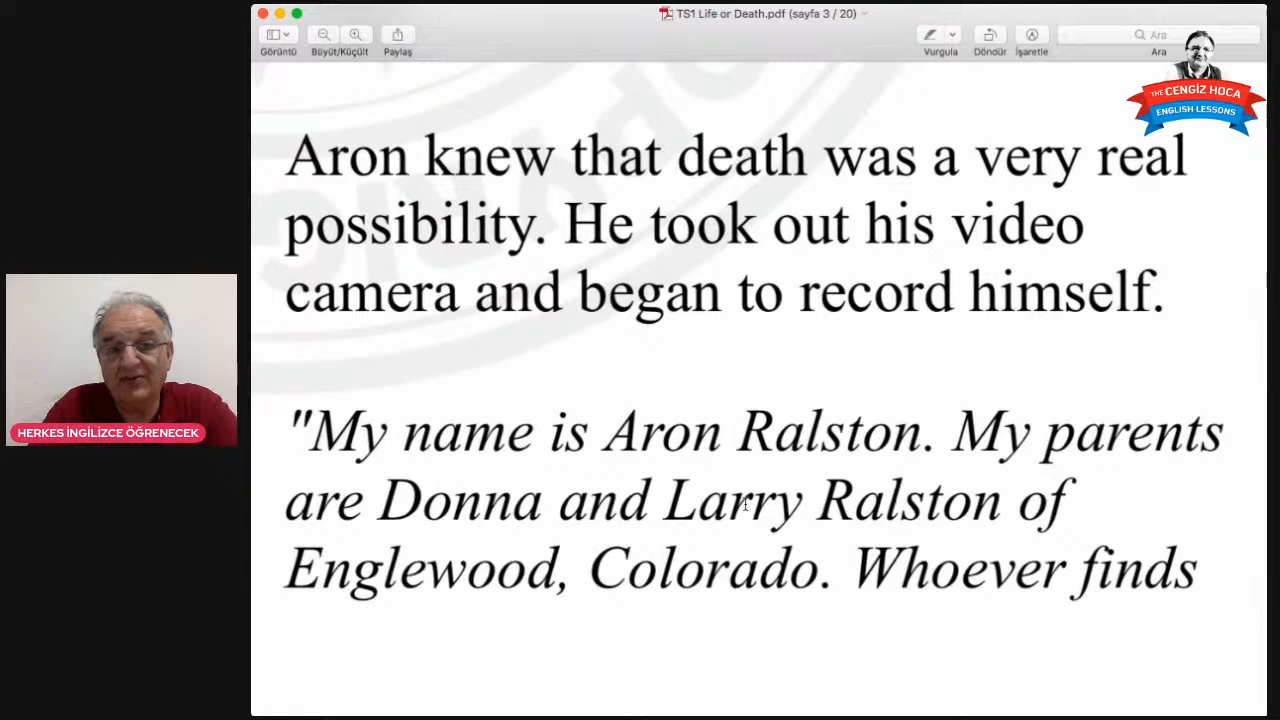 TS1 Life or Death.pdf (sayfa 3 / 20)
Görüntü
Büyüt/Küçült
Paylaş
Vurgula
Döndür
İşaretle
Ara
Ara
THE CENGİZ HOCA
ENGLISH LESSONS
Aron knew that death was a very real
possibility. He took out his video
camera and began to record himself.
"My name is Aron Ralston. My parents
are Donna and Larry Ralston of
Englewood, Colorado. Whoever finds
HERKES İNGİLİZCE ÖĞRENECEK